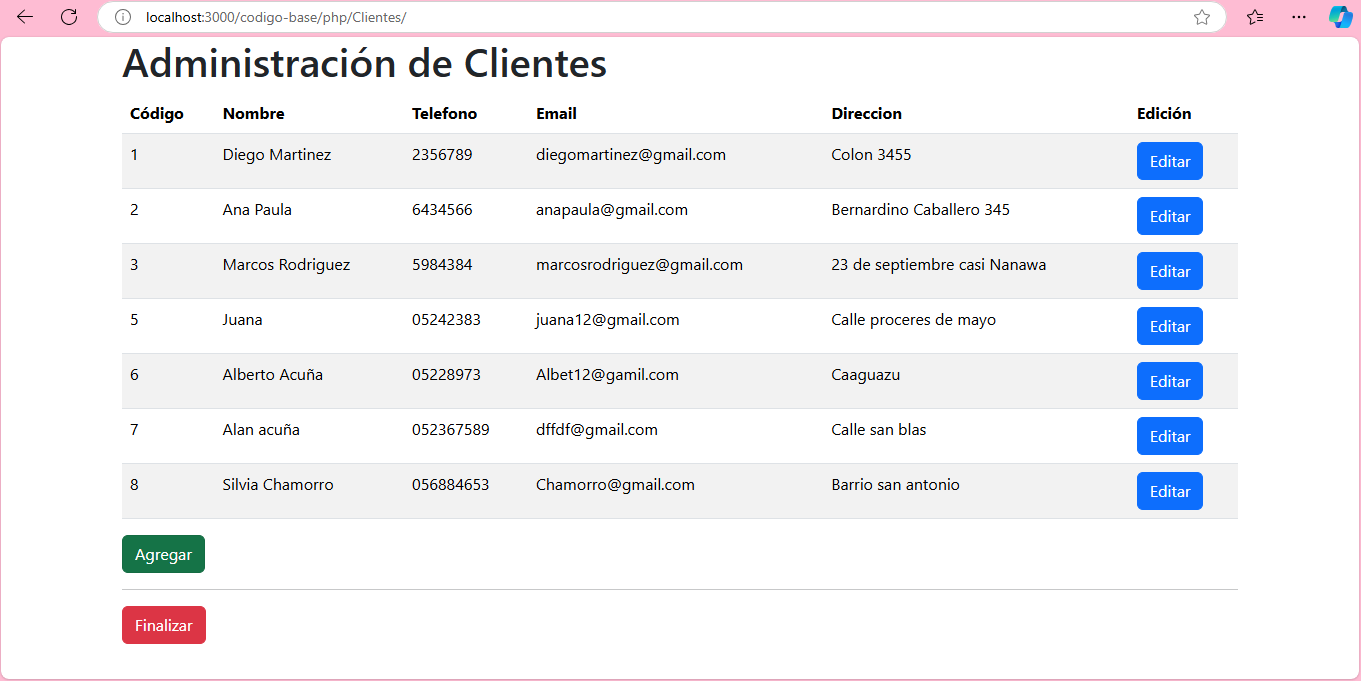 localhost:3000/codigo-base/php/Clientes/
Administración de Clientes
Código Nombre Telefono Email Direccion Edición
1 Diego Martinez 2356789 diegomartinez@gmail.com Colon 3455 Editar
2 Ana Paula 6434566 anapaula@gmail.com Bernardino Caballero 345 Editar
3 Marcos Rodriguez 5984384 marcosrodriguez@gmail.com 23 de septiembre casi Nanawa Editar
5 Juana 05242383 juana12@gmail.com Calle proceres de mayo Editar
6 Alberto Acuña 05228973 Albet12@gamil.com Caaguazu Editar
7 Alan acuña 052367589 dffdf@gmail.com Calle san blas Editar
8 Silvia Chamorro 056884653 Chamorro@gmail.com Barrio san antonio Editar
Agregar
Finalizar